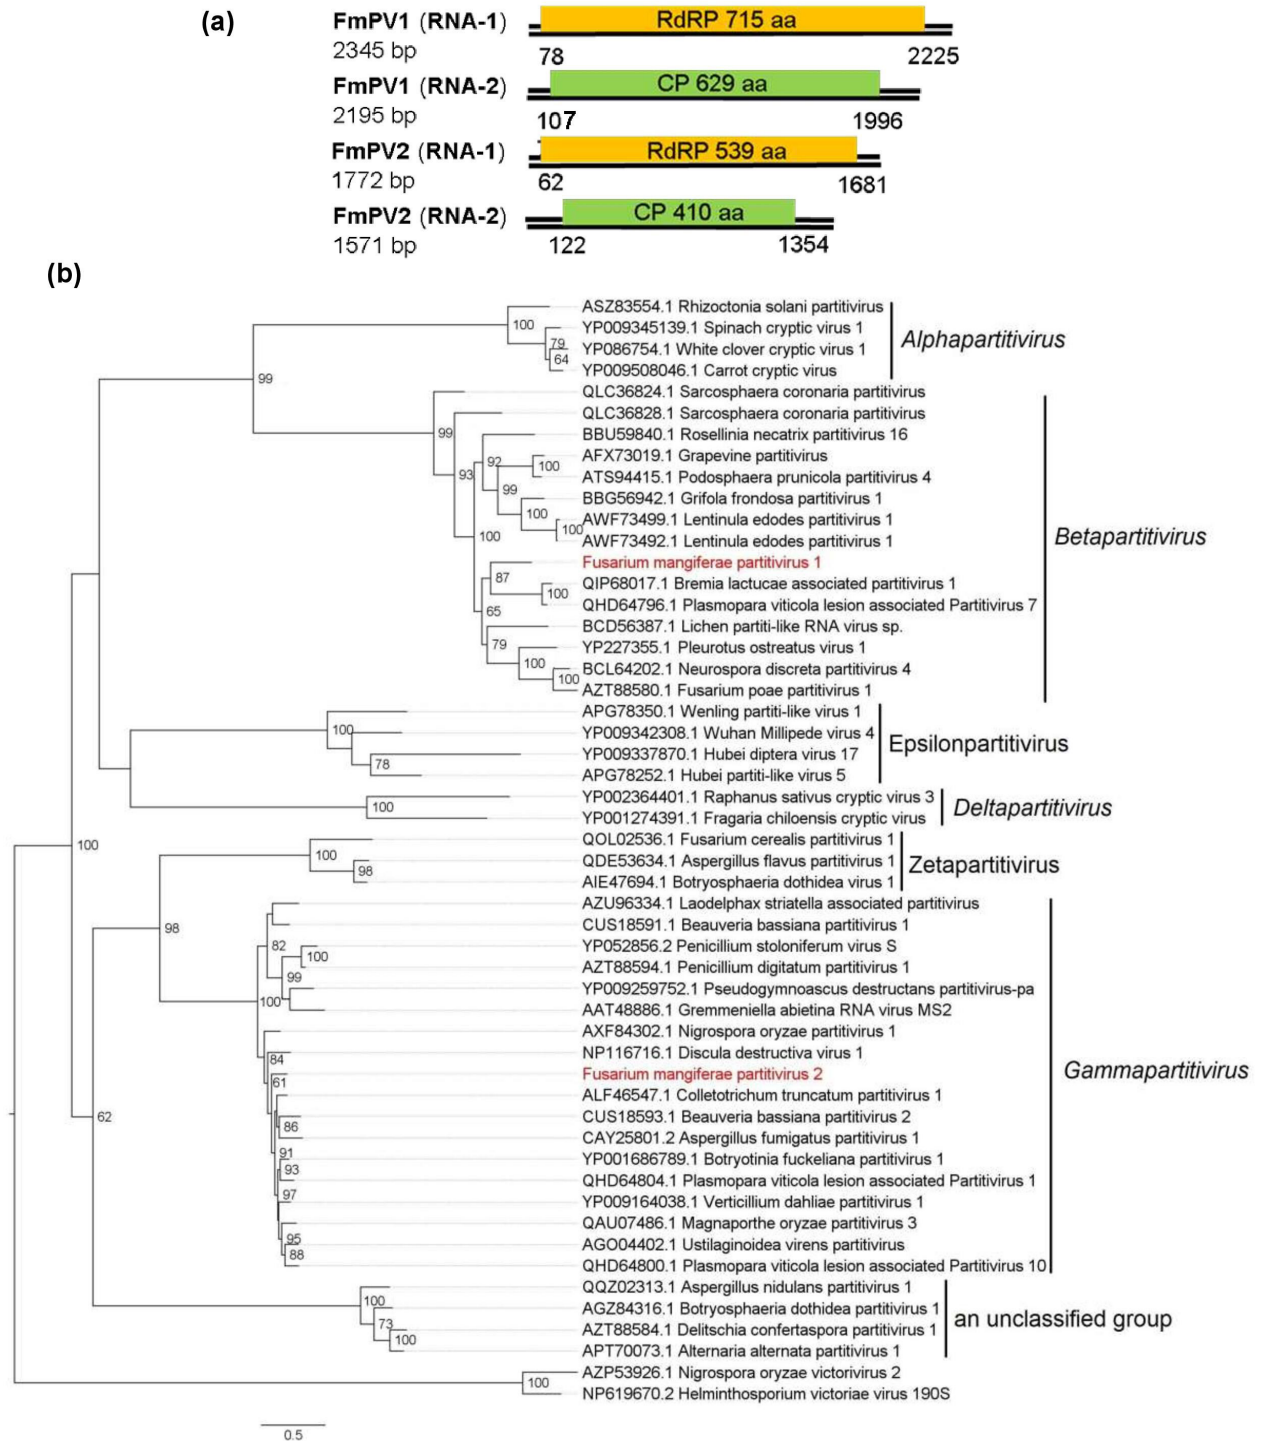 (a)
FmPV1 (RNA-1)
2345 bp
RdRP 715 aa
78
2225
FmPV1 (RNA-2)
2195 bp
CP 629 aa
107
1996
FmPV2 (RNA-1)
1772 bp
RdRP 539 aa
62
1681
FmPV2 (RNA-2)
1571 bp
CP 410 aa
122
1354
(b)
ASZ83554.1 Rhizoctonia solani partitivirus
YP009345139.1 Spinach cryptic virus 1
YP086754.1 White clover cryptic virus 1
YP009508046.1 Carrot cryptic virus
Alphapartitivirus
QLC36824.1 Sarcosphaera coronaria partitivirus
QLC36828.1 Sarcosphaera coronaria partitivirus
BBU59840.1 Rosellinia necatrix partitivirus 16
AFX73019.1 Grapevine partitivirus
ATS94415.1 Podosphaera prunicola partitivirus 4
BBG56942.1 Grifola frondosa partitivirus 1
AWF73499.1 Lentinula edodes partitivirus 1
AWF73492.1 Lentinula edodes partitivirus 1
Fusarium mangiferae partitivirus 1
QIP68017.1 Bremia lactucae associated partitivirus 1
QHD64796.1 Plasmopara viticola lesion associated Partitivirus 7
BCD56387.1 Lichen partiti-like RNA virus sp.
YP227355.1 Pleurotus ostreatus virus 1
BCL64202.1 Neurospora discreta partitivirus 4
AZT88580.1 Fusarium poae partitivirus 1
Betapartitivirus
APG78350.1 Wenling partiti-like virus 1
YP009342308.1 Wuhan Millipede virus 4
YP009337870.1 Hubei diptera virus 17
APG78252.1 Hubei partiti-like virus 5
Epsilonpartitivirus
YP002364401.1 Raphanus sativus cryptic virus 3
YP001274391.1 Fragaria chiloensis cryptic virus
Deltapartitivirus
QOL02536.1 Fusarium cerealis partitivirus 1
QDE53634.1 Aspergillus flavus partitivirus 1
AIE47694.1 Botryosphaeria dothidea virus 1
Zetapartitivirus
AZU96334.1 Laodelphax striatella associated partitivirus
CUS18591.1 Beauveria bassiana partitivirus 1
YP052856.2 Penicillium stoloniferum virus S
AZT88594.1 Penicillium digitatum partitivirus 1
YP009259752.1 Pseudogymnoascus destructans partitivirus-pa
AAT48886.1 Gremmeniella abietina RNA virus MS2
AXF84302.1 Nigrospora oryzae partitivirus 1
NP116716.1 Discula destructiva virus 1
Fusarium mangiferae partitivirus 2
ALF46547.1 Colletotrichum truncatum partitivirus 1
CUS18593.1 Beauveria bassiana partitivirus 2
CAY25801.2 Aspergillus fumigatus partitivirus 1
YP001686789.1 Botryotinia fuckeliana partitivirus 1
QHD64804.1 Plasmopara viticola lesion associated Partitivirus 1
YP009164038.1 Verticillium dahliae partitivirus 1
QAU07486.1 Magnaporthe oryzae partitivirus 3
AGO04402.1 Ustilaginoidea virens partitivirus
QHD64800.1 Plasmopara viticola lesion associated Partitivirus 10
Gammapartitivirus
QQZ02313.1 Aspergillus nidulans partitivirus 1
AGZ84316.1 Botryosphaeria dothidea partitivirus 1
AZT88584.1 Delitschia confertaspora partitivirus 1
APT70073.1 Alternaria alternata partitivirus 1
an unclassified group
AZP53926.1 Nigrospora oryzae victorivirus 2
NP619670.2 Helminthosporium victoriae virus 190S
100
79
64
99
99
92
100
93
99
100
100
100
87
100
65
79
100
100
100
78
100
100
100
98
98
82
100
99
100
84
61
62
86
91
93
97
95
88
100
73
100
100
0.5